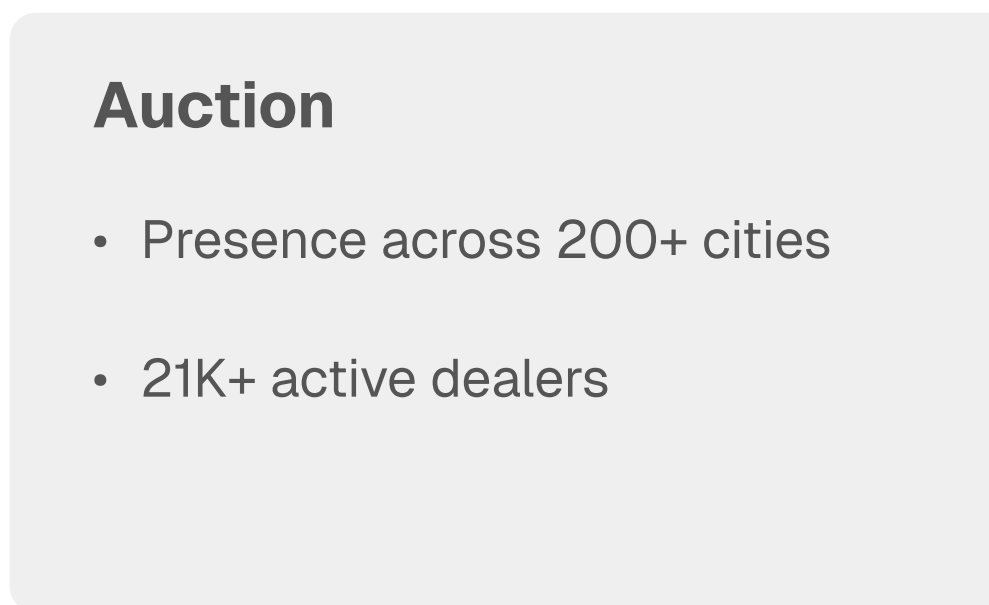 Auction
• Presence across 200+ cities
• 21K+ active dealers